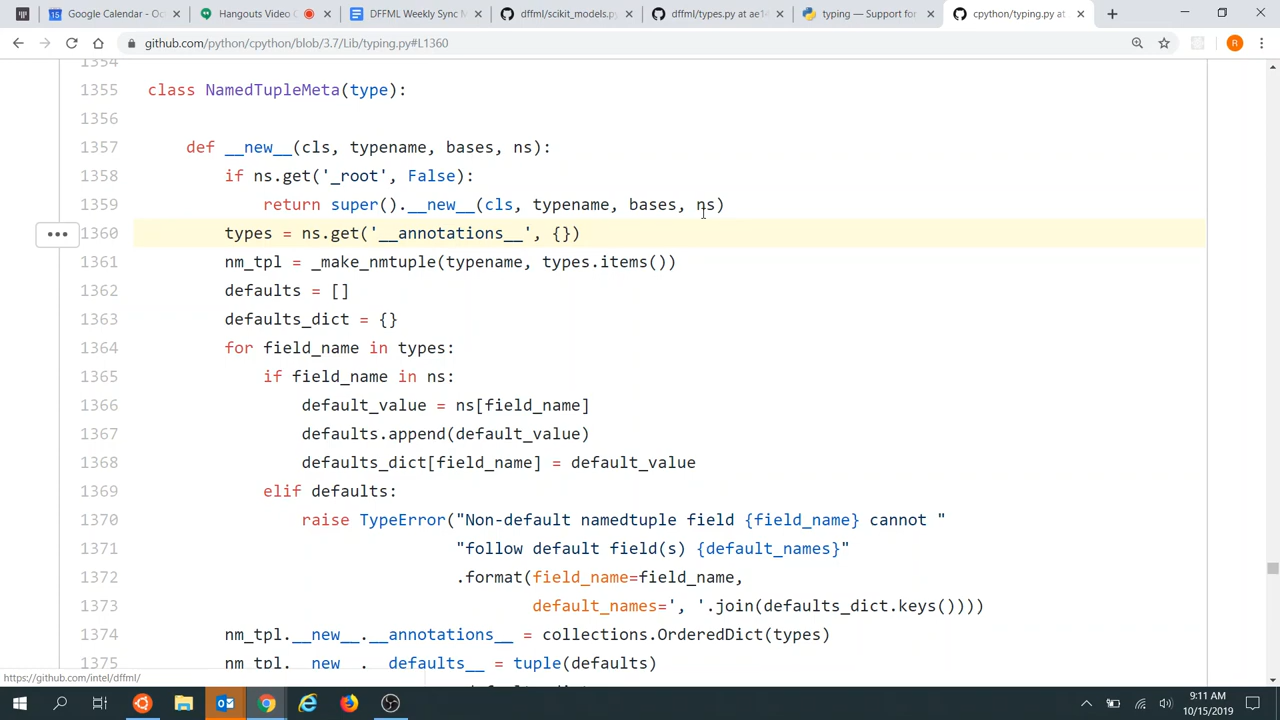 Google Calendar - Oc
Hangouts Video C
DFFML Weekly Sync M
dffml/scikit_models.py
dffml/types.py at ae14
typing — Support for
cpython/typing.py at
github.com/python/cpython/blob/3.7/Lib/typing.py#L1360
R
1354
1355 class NamedTupleMeta(type):
1356
1357 def __new__(cls, typename, bases, ns):
1358 if ns.get('_root', False):
1359 return super().__new__(cls, typename, bases, ns)
1360 types = ns.get('__annotations__', {})
1361 nm_tpl = _make_nmtuple(typename, types.items())
1362 defaults = []
1363 defaults_dict = {}
1364 for field_name in types:
1365 if field_name in ns:
1366 default_value = ns[field_name]
1367 defaults.append(default_value)
1368 defaults_dict[field_name] = default_value
1369 elif defaults:
1370 raise TypeError("Non-default namedtuple field {field_name} cannot "
1371 "follow default field(s) {default_names}"
1372 .format(field_name=field_name,
1373 default_names=', '.join(defaults_dict.keys())))
1374 nm_tpl.__new__.__annotations__ = collections.OrderedDict(types)
1375 nm_tpl.__new__.__defaults__ = tuple(defaults)
https://github.com/intel/dffml/
9:11 AM
10/15/2019